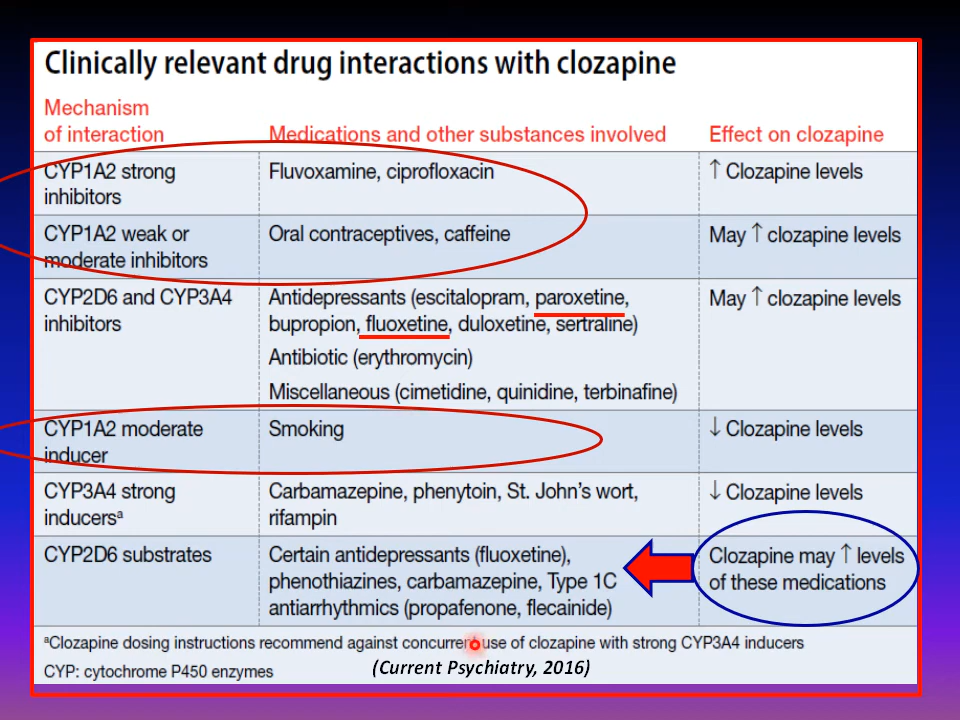 Clinically relevant drug interactions with clozapine
Mechanism
of interaction
Medications and other substances involved
Effect on clozapine
CYP1A2 strong
inhibitors
Fluvoxamine, ciprofloxacin
↑ Clozapine levels
CYP1A2 weak or
moderate inhibitors
Oral contraceptives, caffeine
May ↑ clozapine levels
CYP2D6 and CYP3A4
inhibitors
Antidepressants (escitalopram, paroxetine,
bupropion, fluoxetine, duloxetine, sertraline)
Antibiotic (erythromycin)
Miscellaneous (cimetidine, quinidine, terbinafine)
May ↑ clozapine levels
CYP1A2 moderate
inducer
Smoking
↓ Clozapine levels
CYP3A4 strong
inducersᵃ
Carbamazepine, phenytoin, St. John’s wort,
rifampin
↓ Clozapine levels
CYP2D6 substrates
Certain antidepressants (fluoxetine),
phenothiazines, carbamazepine, Type 1C
antiarrhythmics (propafenone, flecainide)
Clozapine may ↑ levels
of these medications
ᵃClozapine dosing instructions recommend against concurrent use of clozapine with strong CYP3A4 inducers
CYP: cytochrome P450 enzymes
(Current Psychiatry, 2016)